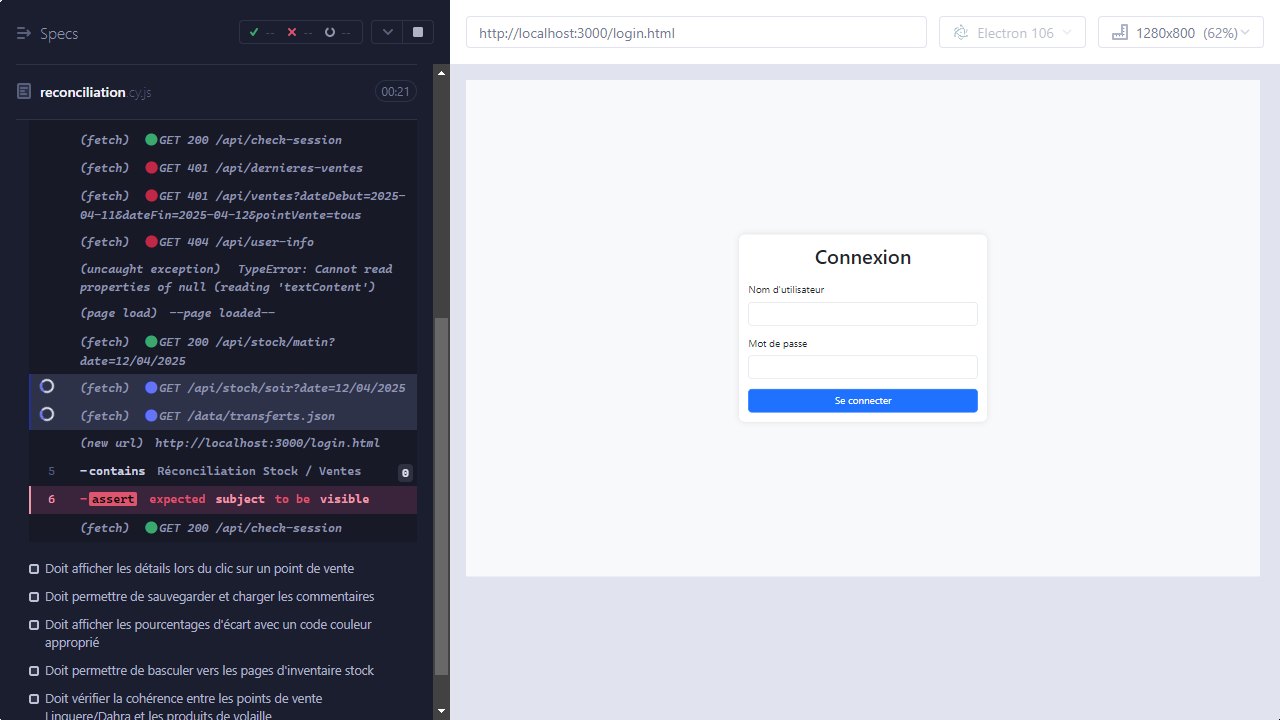 Specs
-- -- --
reconciliation.cy.js
00:21
(fetch) GET 200 /api/check-session
(fetch) GET 401 /api/dernieres-ventes
(fetch) GET 401 /api/ventes?dateDebut=2025-
04-11&dateFin=2025-04-12&pointVente=tous
(fetch) GET 404 /api/user-info
(uncaught exception) TypeError: Cannot read
properties of null (reading 'textContent')
(page load) --page loaded--
(fetch) GET 200 /api/stock/matin?
date=12/04/2025
(fetch) GET /api/stock/soir?date=12/04/2025
(fetch) GET /data/transferts.json
(new url) http://localhost:3000/login.html
5 -contains Réconciliation Stock / Ventes 0
6 -assert expected subject to be visible
(fetch) GET 200 /api/check-session
Doit afficher les détails lors du clic sur un point de vente
Doit permettre de sauvegarder et charger les commentaires
Doit afficher les pourcentages d'écart avec un code couleur
approprié
Doit permettre de basculer vers les pages d'inventaire stock
Doit vérifier la cohérence entre les points de vente
Linguere/Dahra et les produits de volaille
http://localhost:3000/login.html
Electron 106
1280x800 (62%)
Connexion
Nom d'utilisateur
Mot de passe
Se connecter